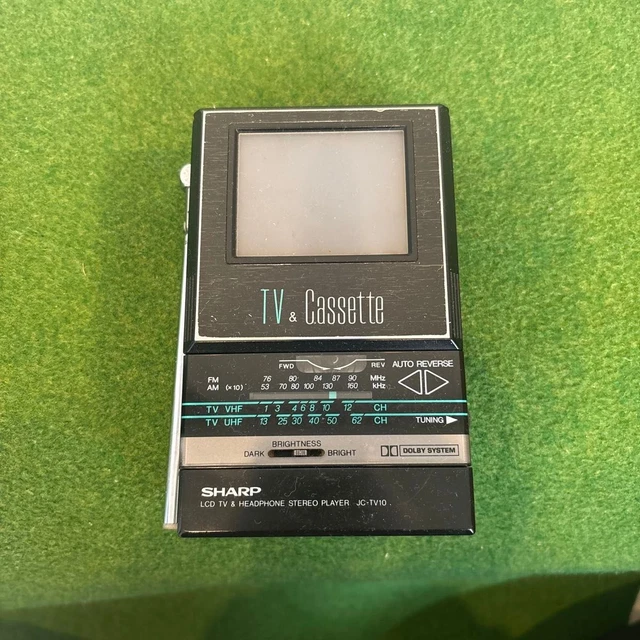 TV & Cassette
FWD REV AUTO REVERSE
FM 76 80 84 87 90 MHz
AM (×10) 53 70 80 100 130 160 kHz
TV VHF 1 3 4 6 8 10 12 CH
TV UHF 13 25 30 40 50 62 CH TUNING ▶
BRIGHTNESS
DARK BRIGHT DOLBY SYSTEM
SHARP
LCD TV & HEADPHONE STEREO PLAYER JC-TV10